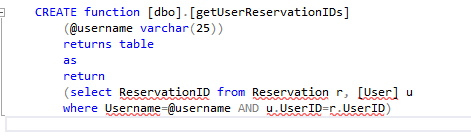 CREATE function [dbo].[getUserReservationIDs]
(@username varchar(25))
returns table
as
return
(select ReservationID from Reservation r, [User] u
where Username=@username AND u.UserID=r.UserID)